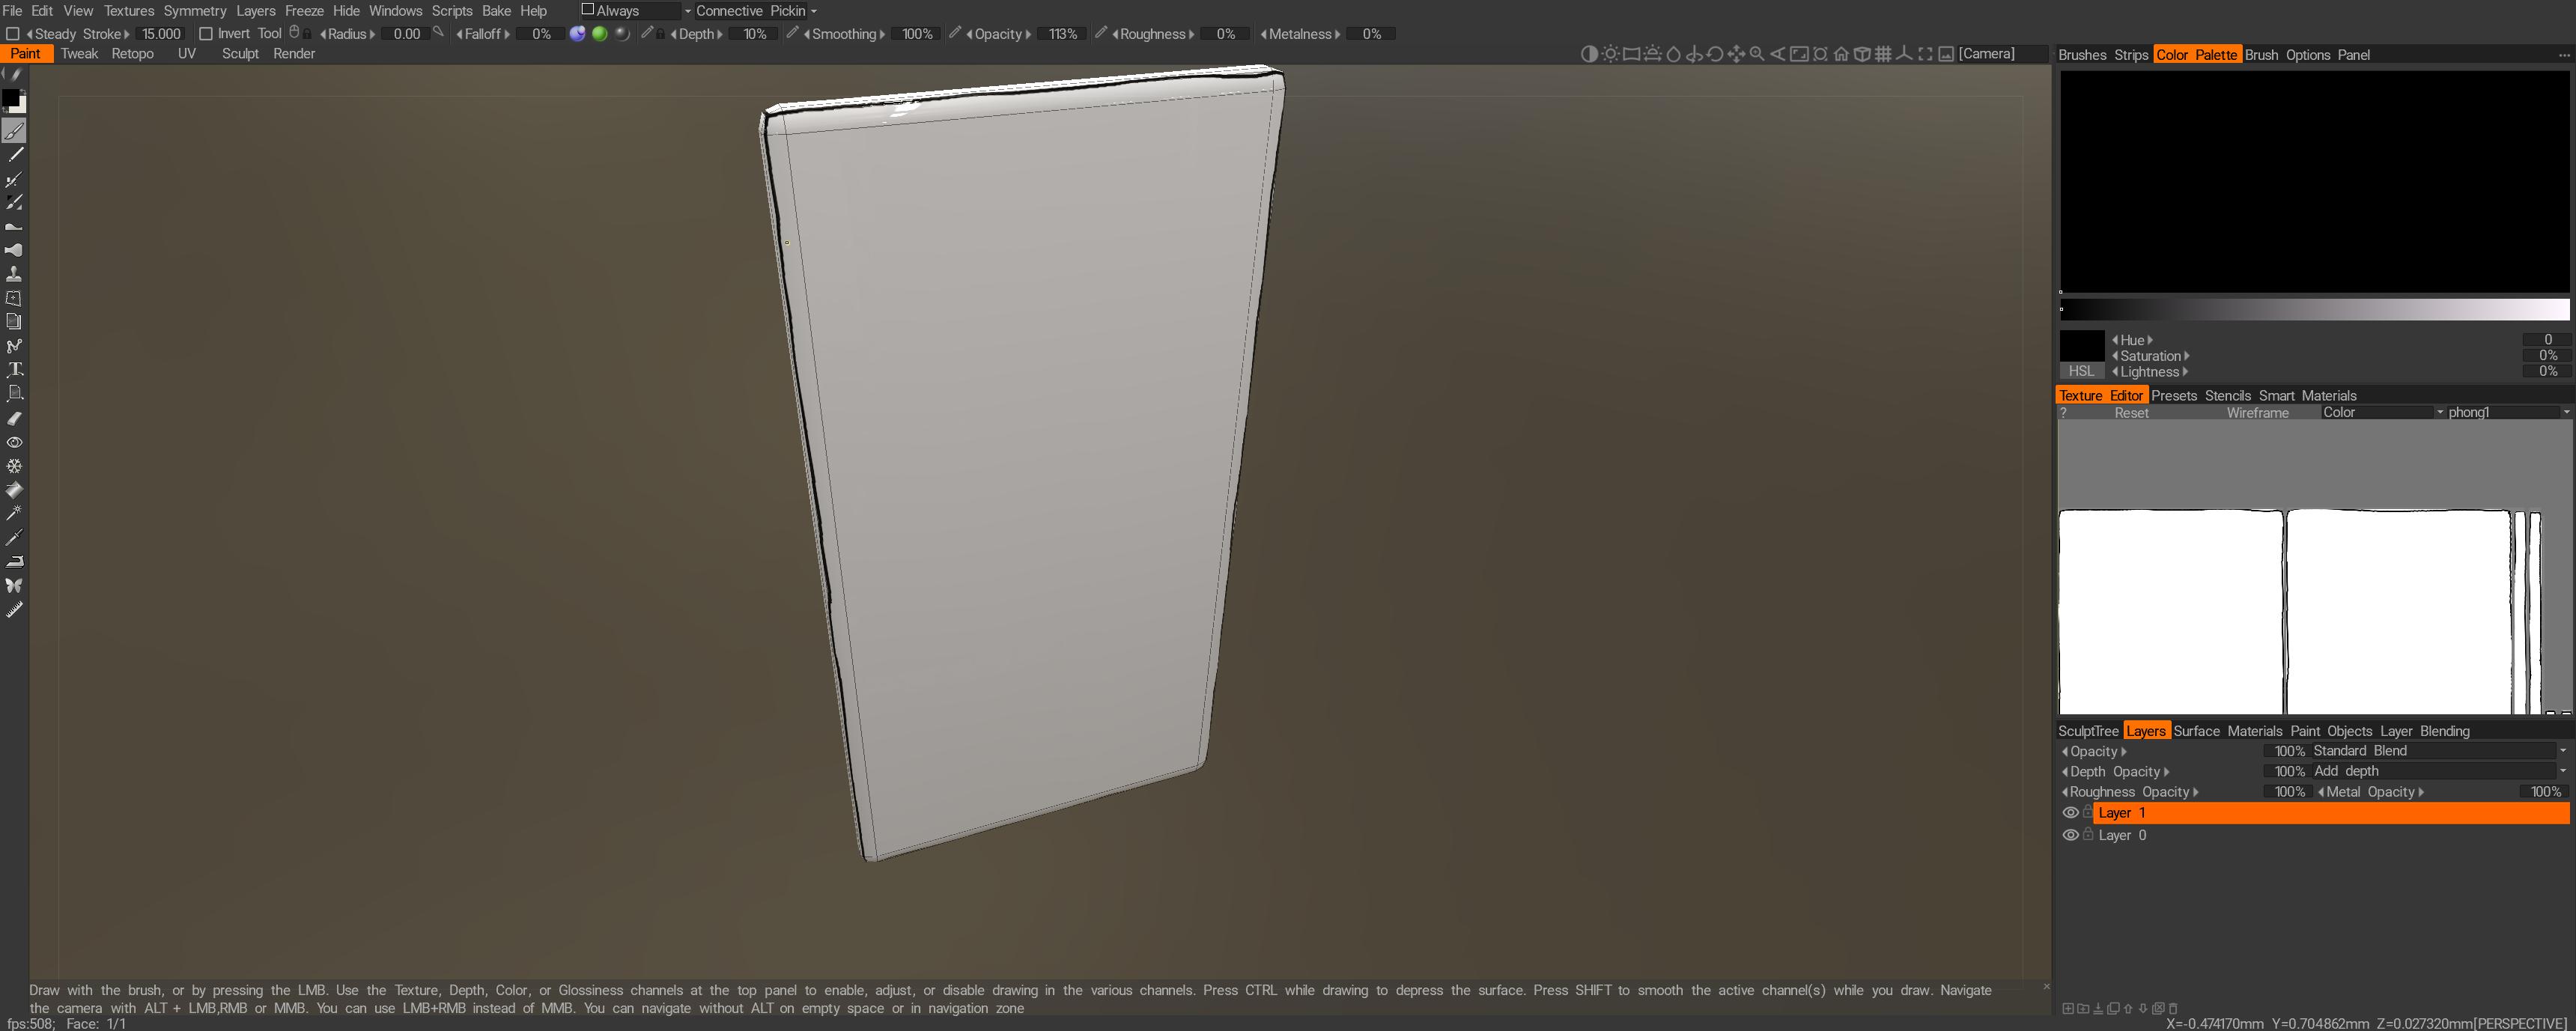 File Edit View Textures Symmetry Layers Freeze Hide Windows Scripts Bake Help Always Connective Pickin
Steady Stroke 15.000 Invert Tool Radius 0.00 Falloff 0% Depth 10% Smoothing 100% Opacity 113% Roughness 0% Metalness 0%
Paint Tweak Retopo UV Sculpt Render [Camera]
Brushes Strips Color Palette Brush Options Panel
Hue 0
Saturation 0%
HSL Lightness 0%
Texture Editor Presets Stencils Smart Materials
? Reset Wireframe Color phong1
SculptTree Layers Surface Materials Paint Objects Layer Blending
Opacity 100% Standard Blend
Depth Opacity 100% Add depth
Roughness Opacity 100% Metal Opacity 100%
Layer 1
Layer 0
Draw with the brush, or by pressing the LMB. Use the Texture, Depth, Color, or Glossiness channels at the top panel to enable, adjust, or disable drawing in the various channels. Press CTRL while drawing to depress the surface. Press SHIFT to smooth the active channel(s) while you draw. Navigate
the camera with ALT + LMB,RMB or MMB. You can use LMB+RMB instead of MMB. You can navigate without ALT on empty space or in navigation zone
fps:508; Face: 1/1
X=-0.474170mm Y=0.704862mm Z=0.027320mm[PERSPECTIVE]